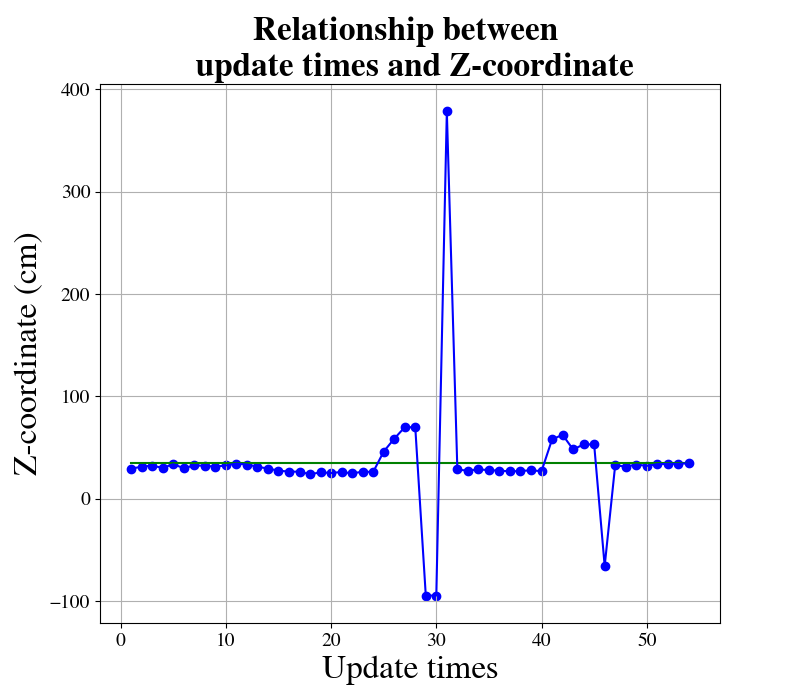 Relationship between
update times and Z-coordinate
400
300
200
100
0
−100
Z-coordinate (cm)
0 10 20 30 40 50
Update times